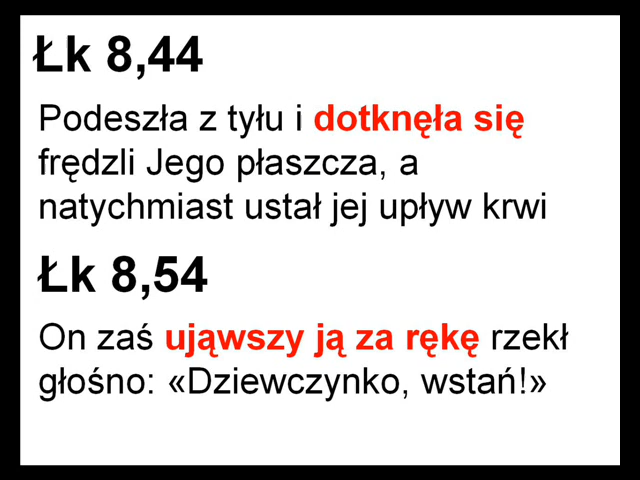 Łk 8,44
Podeszła z tyłu i dotknęła się
frędzli Jego płaszcza, a
natychmiast ustał jej upływ krwi
Łk 8,54
On zaś ująwszy ją za rękę rzekł
głośno: «Dziewczynko, wstań!»